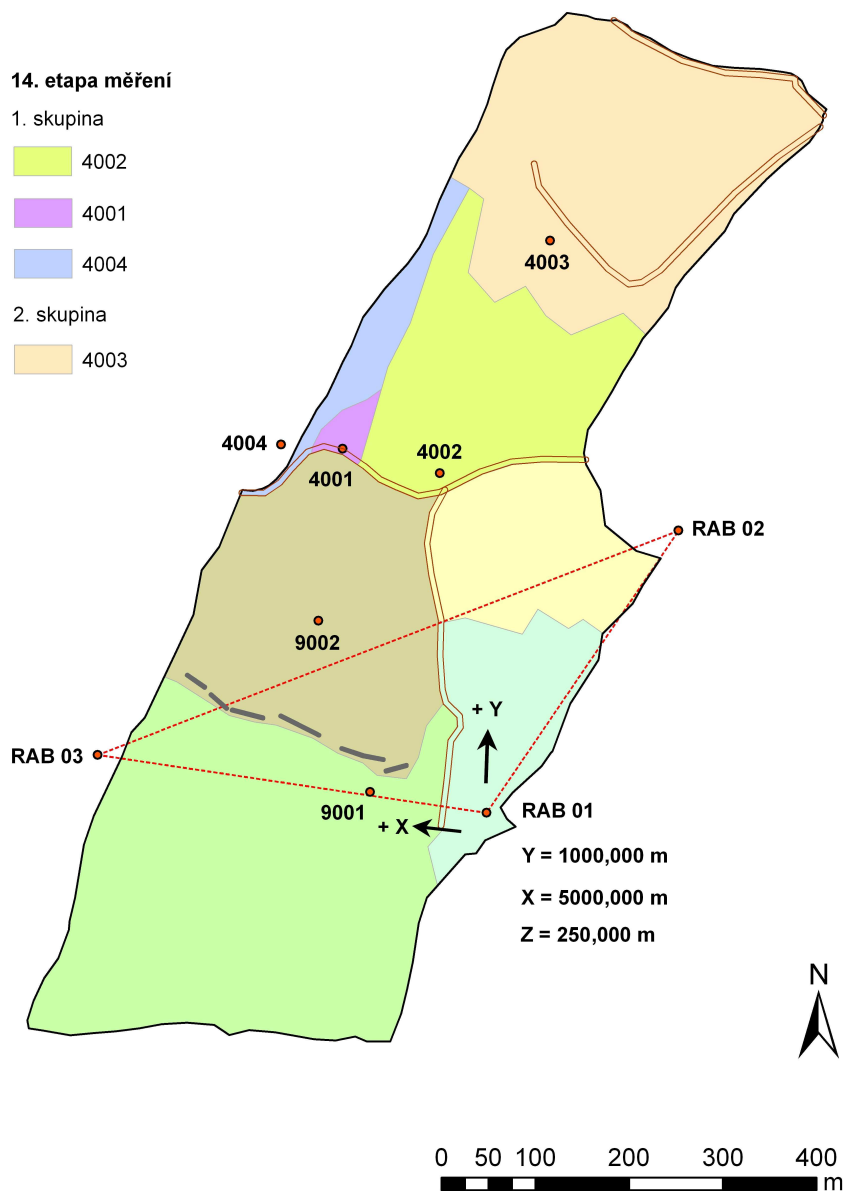 14. etapa měření
1. skupina
4002
4001
4004
2. skupina
4003
4003
4004
4002
4001
RAB 02
9002
+ Y
RAB 03
9001
RAB 01
+ X
Y = 1000,000 m
X = 5000,000 m
Z = 250,000 m
N
0 50 100 200 300 400
m